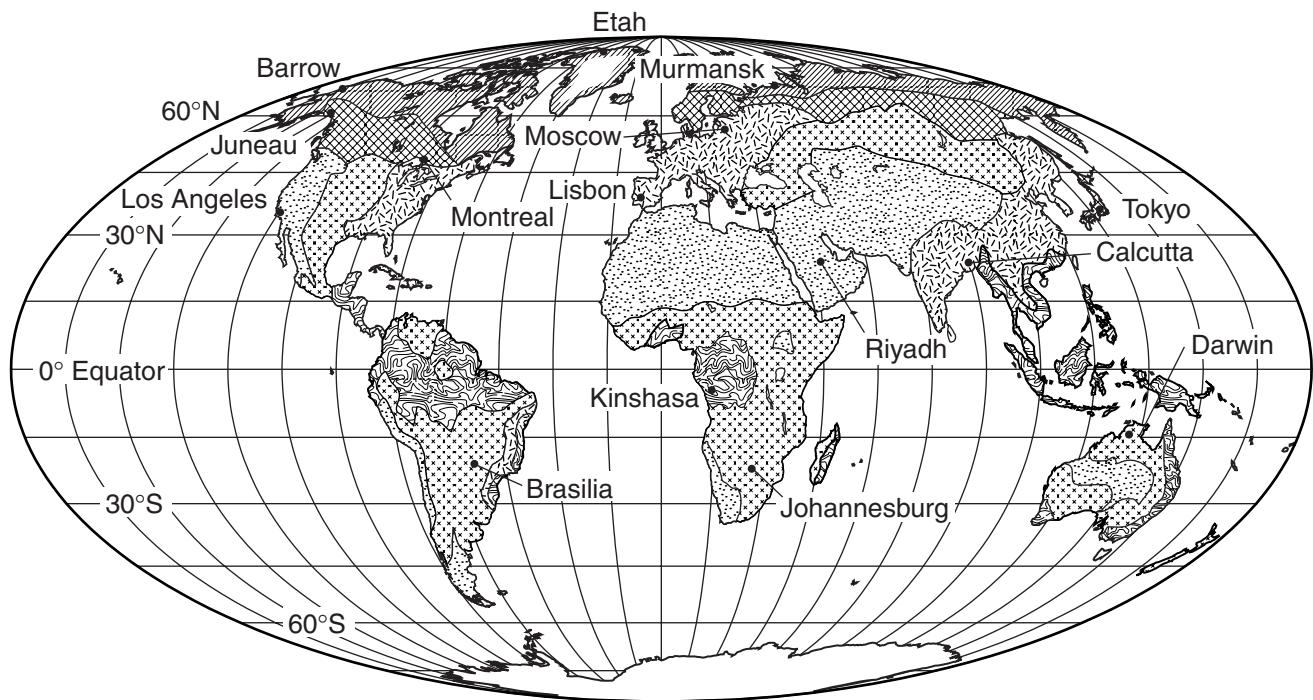 Etah
Barrow
Murmansk
60°N
Juneau
Moscow
Los Angeles
Lisbon
Montreal
Tokyo
30°N
Calcutta
Riyadh
Darwin
0° Equator
Kinshasa
Brasilia
30°S
Johannesburg
60°S